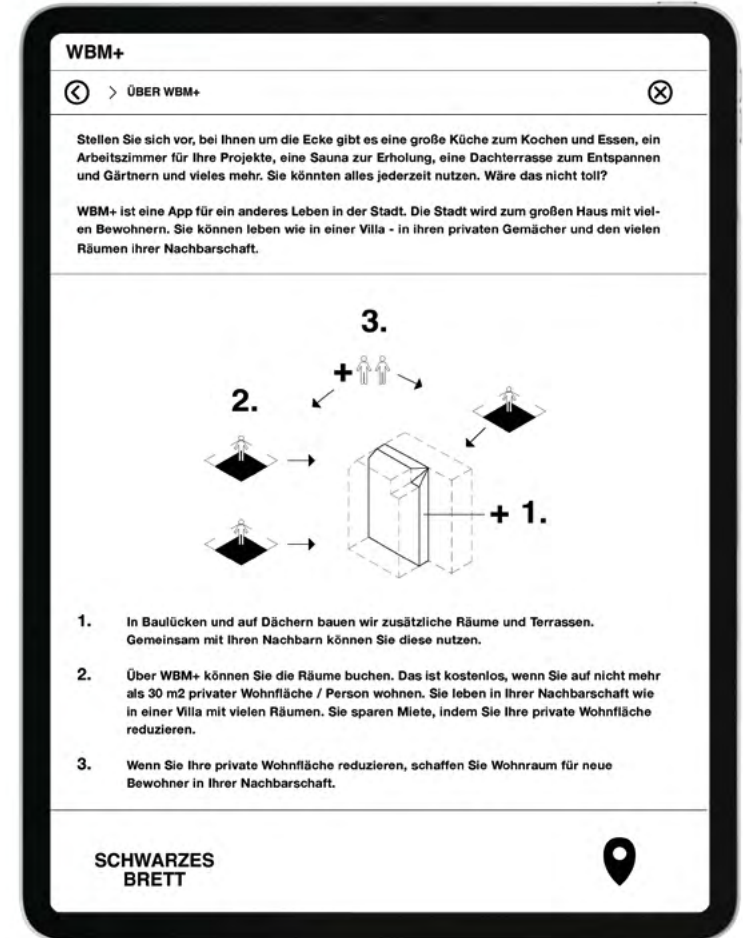 WBM+
> ÜBER WBM+
Stellen Sie sich vor, bei Ihnen um die Ecke gibt es eine große Küche zum Kochen und Essen, ein
Arbeitszimmer für Ihre Projekte, eine Sauna zur Erholung, eine Dachterrasse zum Entspannen
und Gärtnern und vieles mehr. Sie könnten alles jederzeit nutzen. Wäre das nicht toll?
WBM+ ist eine App für ein anderes Leben in der Stadt. Die Stadt wird zum großen Haus mit viel-
en Bewohnern. Sie können leben wie in einer Villa - in ihren privaten Gemächer und den vielen
Räumen ihrer Nachbarschaft.
3.
+
2.
+ 1.
1. In Baulücken und auf Dächern bauen wir zusätzliche Räume und Terrassen.
Gemeinsam mit Ihren Nachbarn können Sie diese nutzen.
2. Über WBM+ können Sie die Räume buchen. Das ist kostenlos, wenn Sie auf nicht mehr
als 30 m2 privater Wohnfläche / Person wohnen. Sie leben in Ihrer Nachbarschaft wie
in einer Villa mit vielen Räumen. Sie sparen Miete, indem Sie Ihre private Wohnfläche
reduzieren.
3. Wenn Sie Ihre private Wohnfläche reduzieren, schaffen Sie Wohnraum für neue
Bewohner in Ihrer Nachbarschaft.
SCHWARZES
BRETT